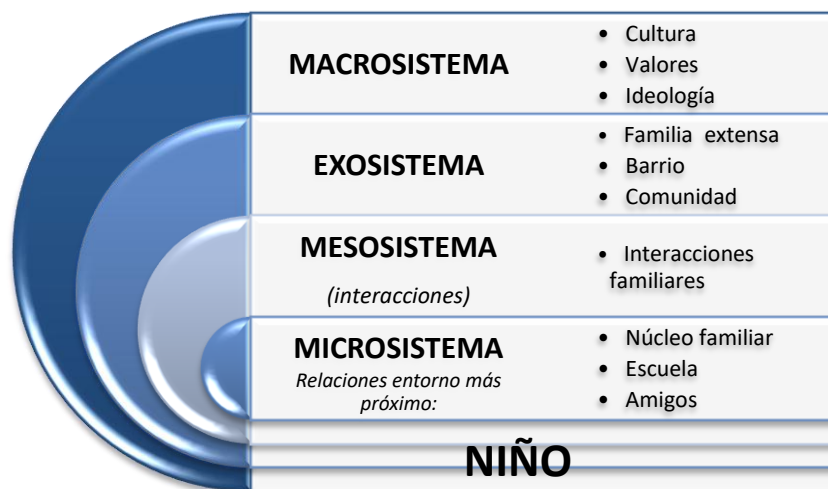 MACROSISTEMA
• Cultura
• Valores
• Ideología
EXOSISTEMA
• Familia extensa
• Barrio
• Comunidad
MESOSISTEMA
(interacciones)
• Interacciones
familiares
MICROSISTEMA
Relaciones entorno más
próximo:
• Núcleo familiar
• Escuela
• Amigos
NIÑO